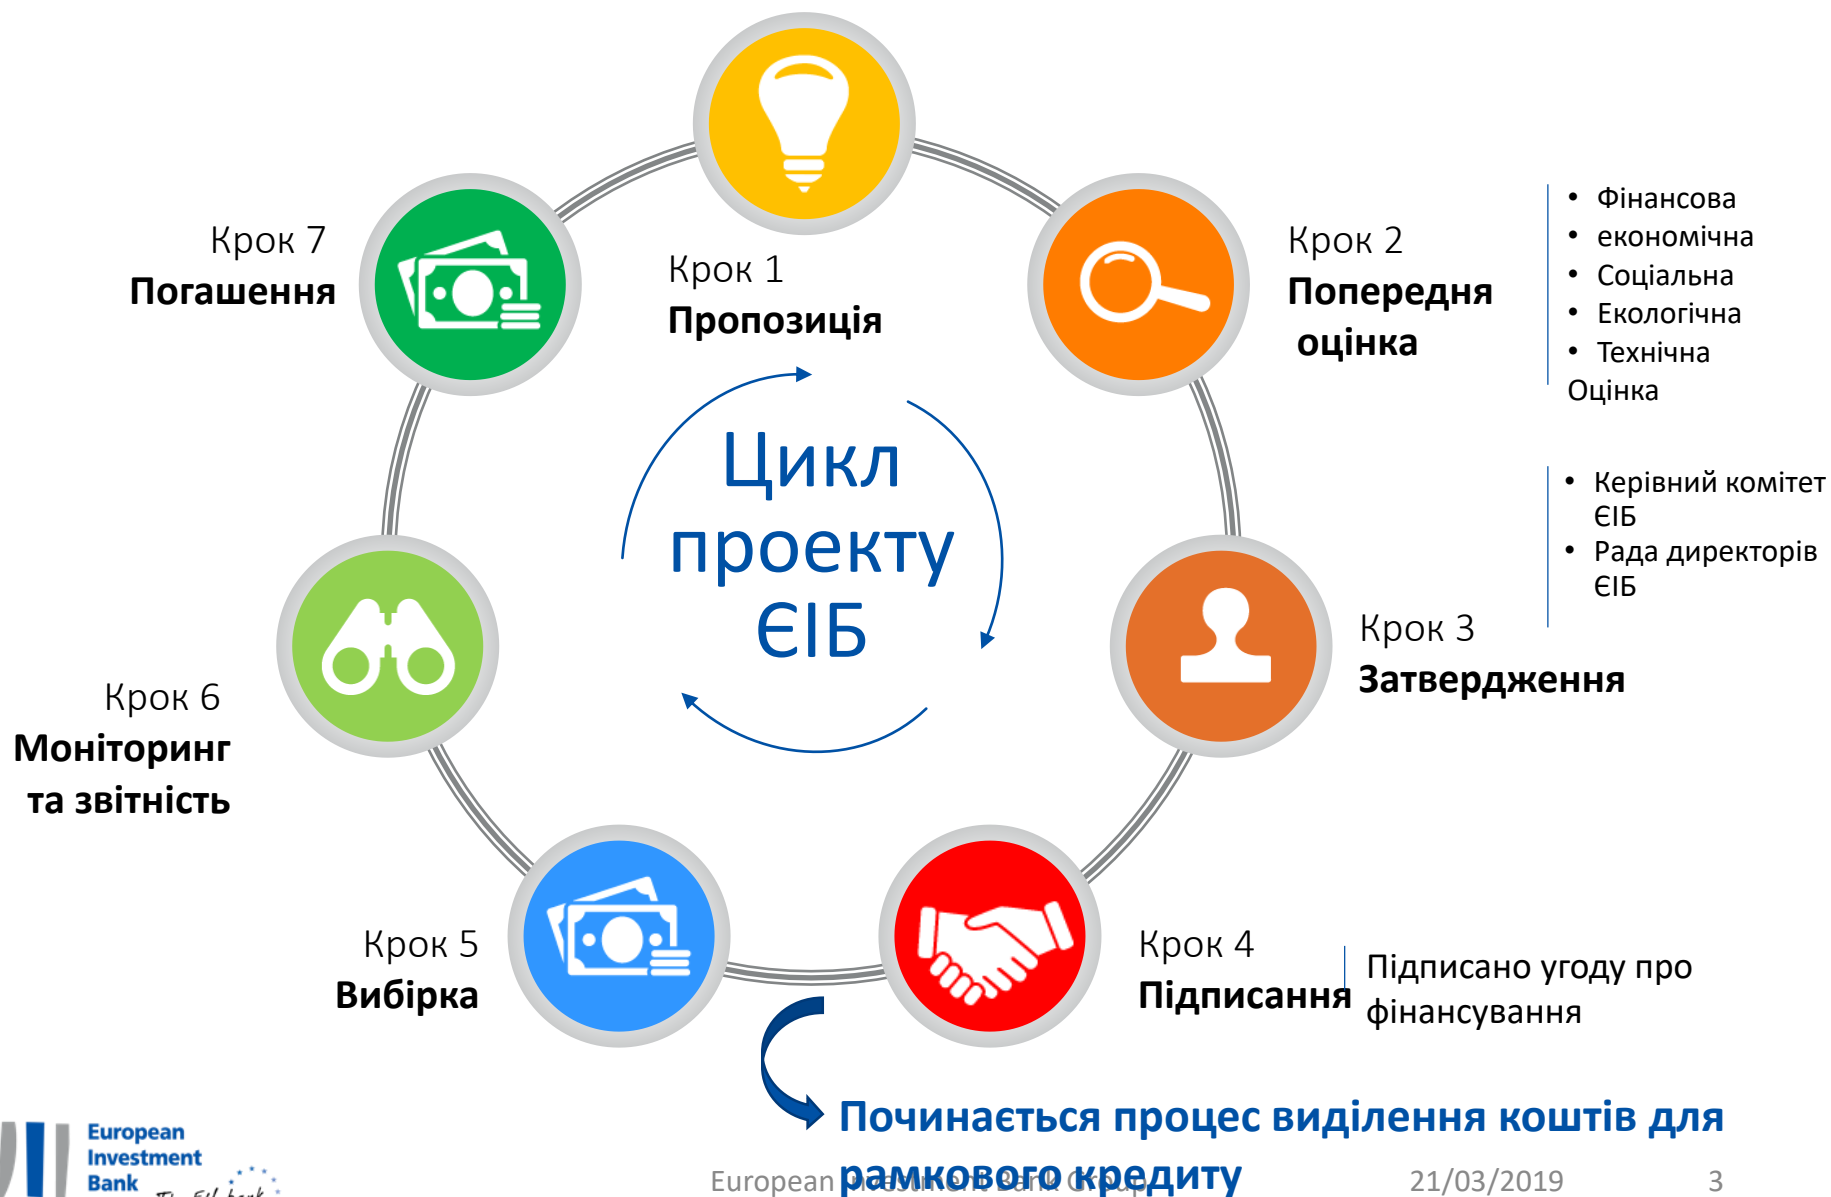 Крок 1
Пропозиція
Крок 2
Попередня
оцінка
• Фінансова
• економічна
• Соціальна
• Екологічна
• Технічна
Оцінка
• Керівний комітет
ЄІБ
• Рада директорів
ЄІБ
Крок 3
Затвердження
Крок 4
Підписання
Підписано угоду про
фінансування
Крок 5
Вибірка
Крок 6
Моніторинг
та звітність
Крок 7
Погашення
Цикл
проекту
ЄІБ
Починається процес виділення коштів для
рамкового кредиту
European
Investment
Bank
The EU bank
European Investment Bank Group
21/03/2019
3